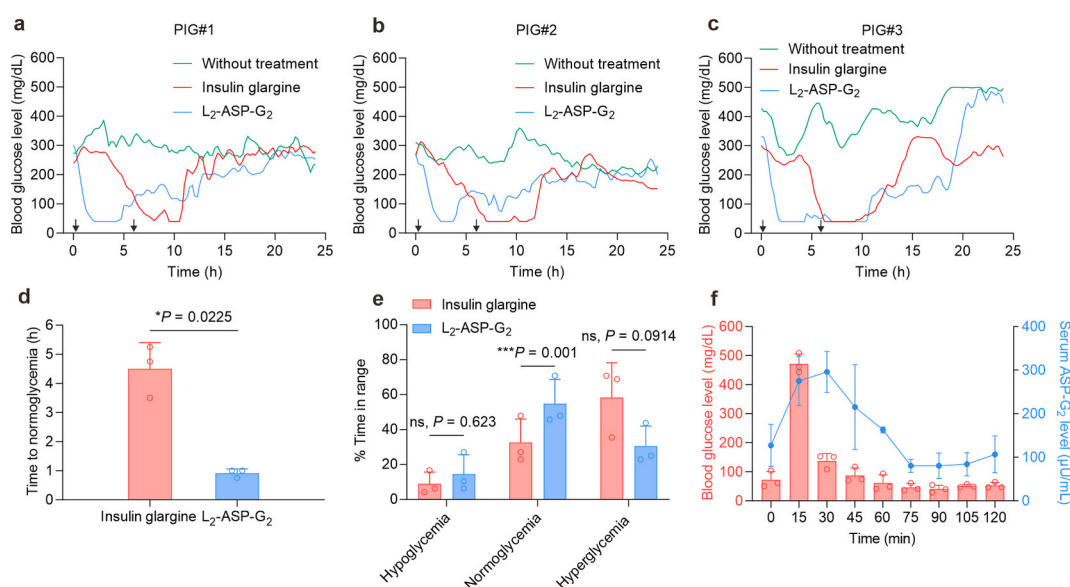 a
PIG#1
Blood glucose level (mg/dL)
600
500
400
300
200
100
0
Without treatment
Insulin glargine
L₂-ASP-G₂
0 5 10 15 20 25
Time (h)
b
PIG#2
Blood glucose level (mg/dL)
600
500
400
300
200
100
0
Without treatment
Insulin glargine
L₂-ASP-G₂
0 5 10 15 20 25
Time (h)
c
PIG#3
Blood glucose level (mg/dL)
600
500
400
300
200
100
0
Without treatment
Insulin glargine
L₂-ASP-G₂
0 5 10 15 20 25
Time (h)
d
Time to normoglycemia (h)
6
5
4
3
2
1
0
*P = 0.0225
Insulin glargine L₂-ASP-G₂
e
Insulin glargine
L₂-ASP-G₂
% Time in range
100
80
60
40
20
0
ns, P = 0.623
***P = 0.001
ns, P = 0.0914
Hypoglycemia
Normoglycemia
Hyperglycemia
f
Blood glucose level (mg/dL)
600
500
400
300
200
100
0
Serum ASP-G₂ level (μU/mL)
400
300
200
100
0
0 15 30 45 60 75 90 105 120
Time (min)